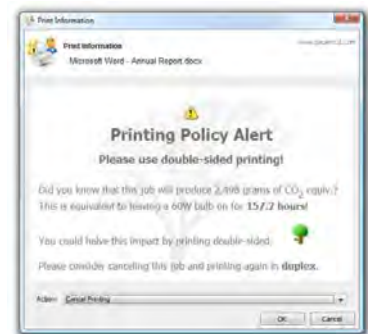 Print Information
Print Information
Microsoft Word - Annual Report.docx
Printing Policy Alert
Please use double-sided printing!
Did you know that this job will produce 2,498 grams of CO2 equiv.?
This is equivalent to leaving a 60W bulb on for 157.2 hours!
You could halve this impact by printing double-sided.
Please consider canceling this job and printing again in duplex.
Action: Cancel Printing
OK
Cancel